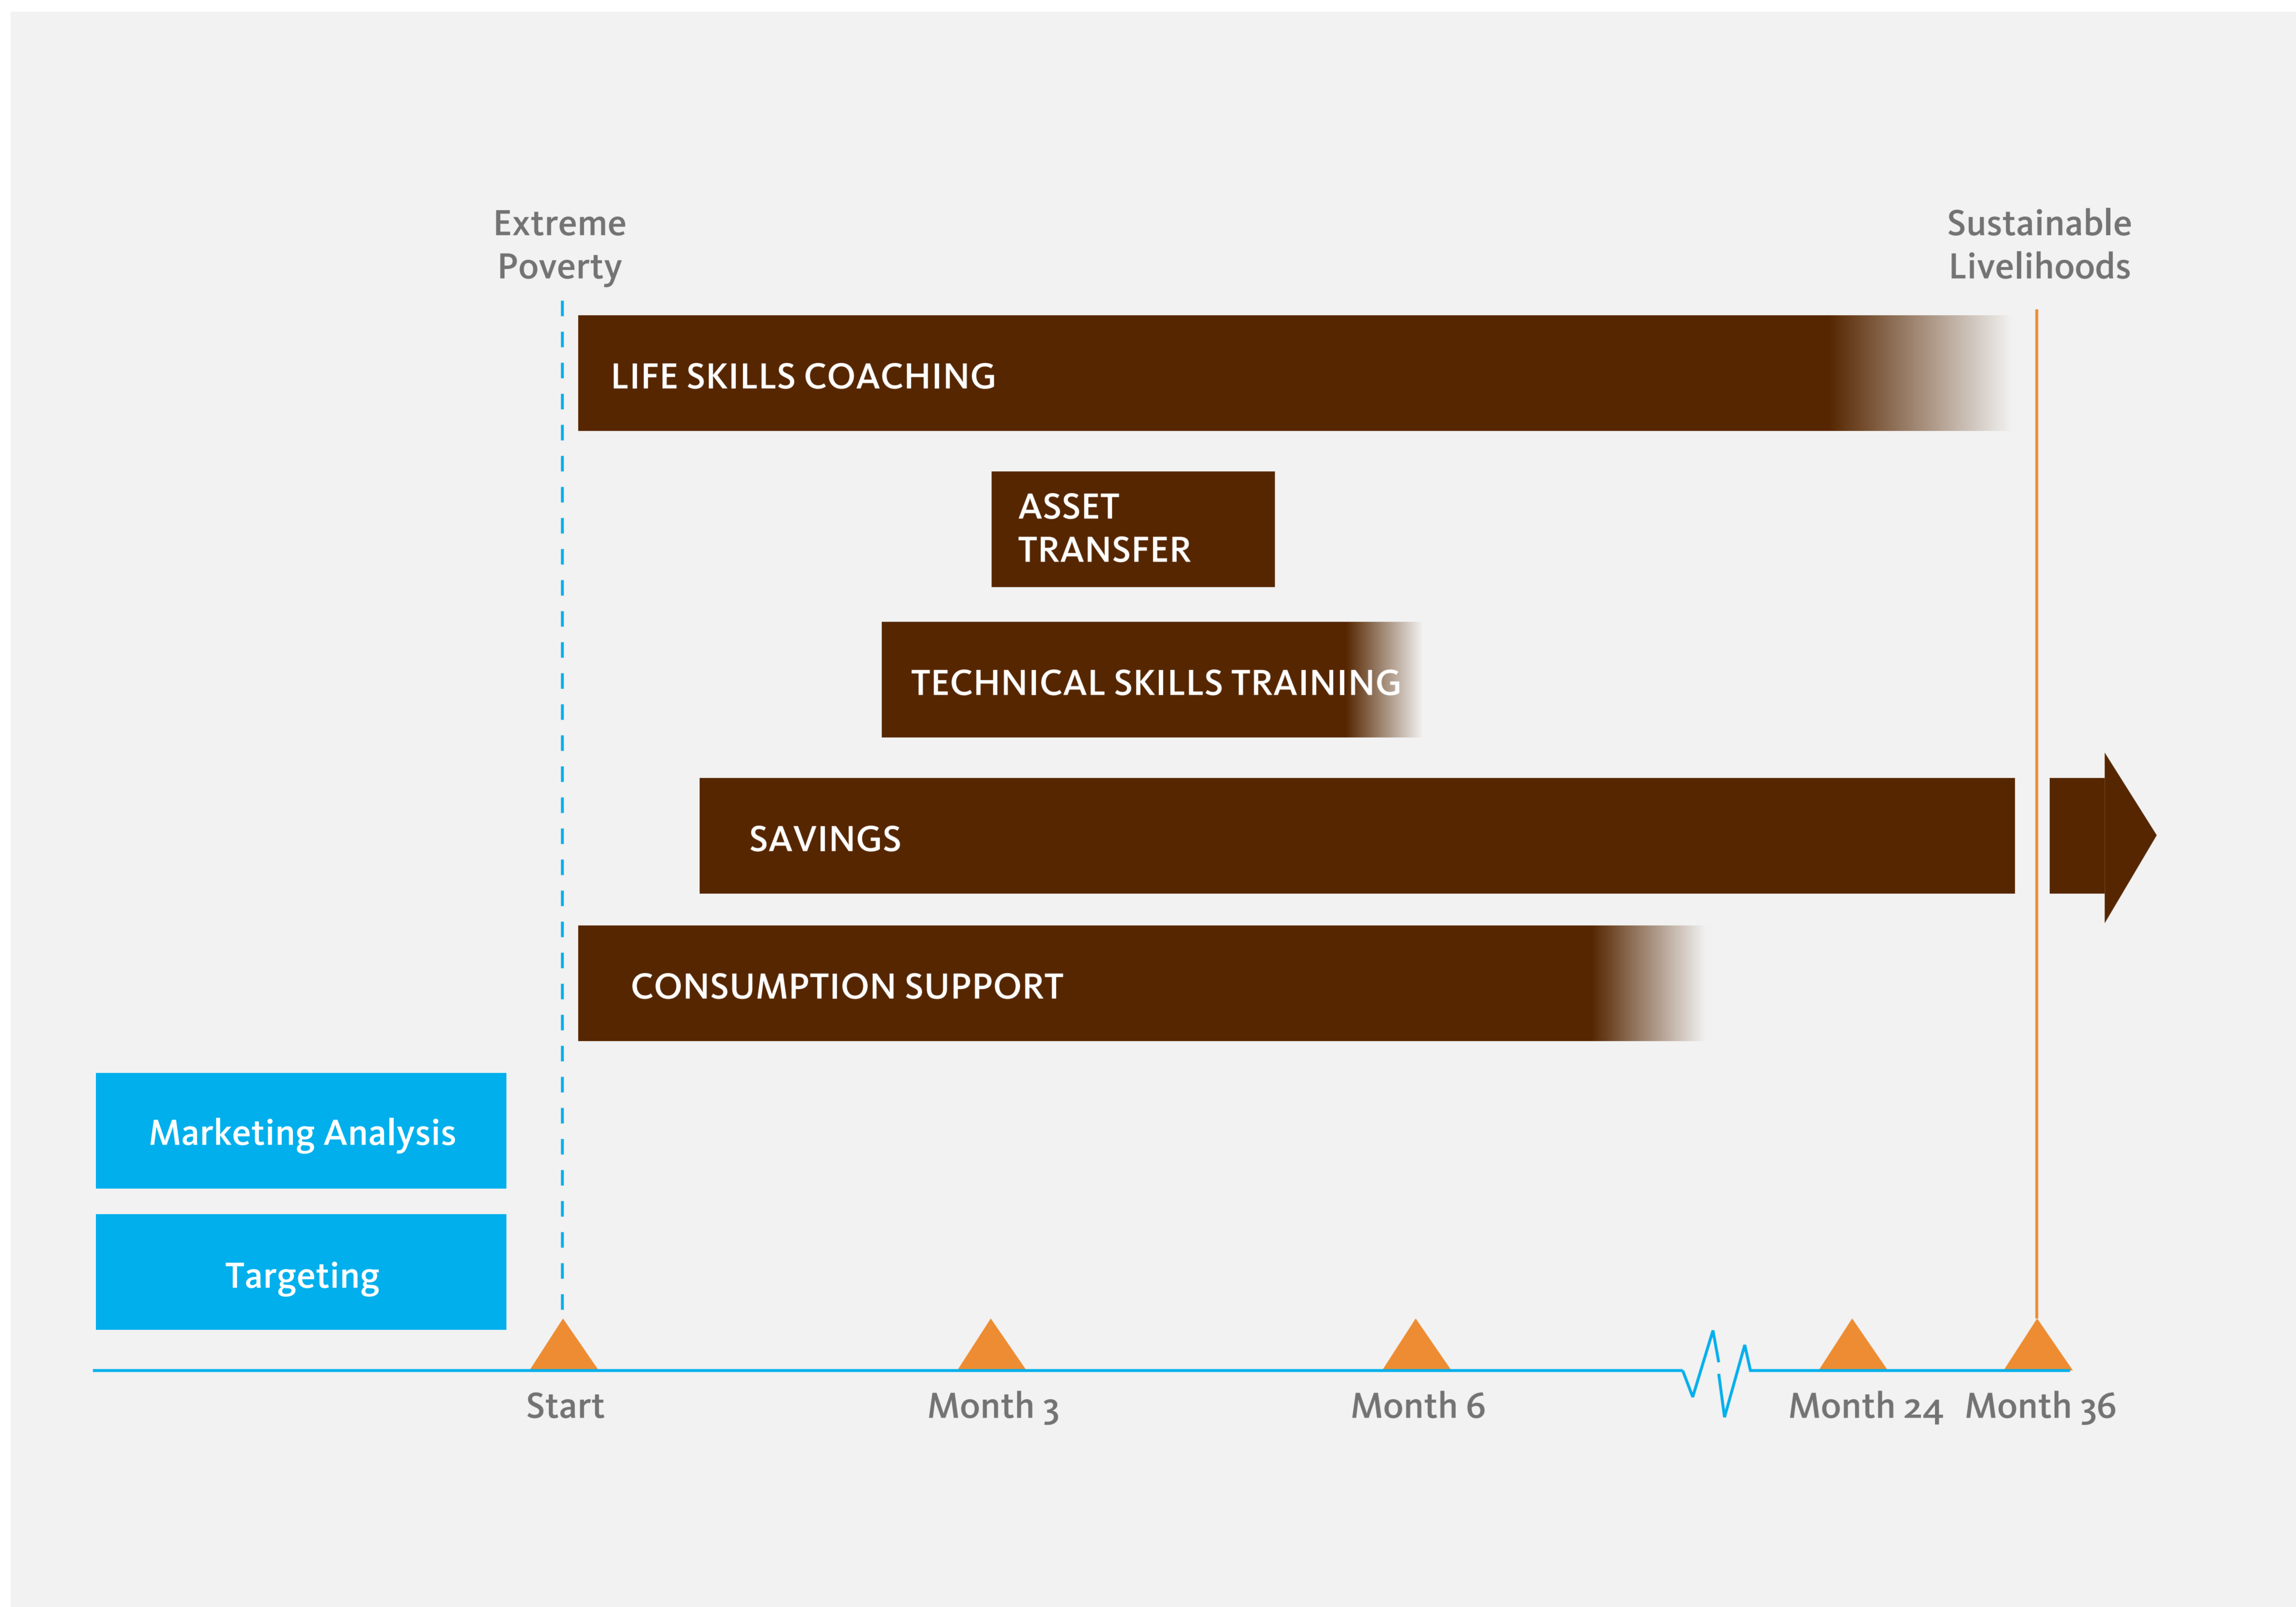 Extreme
Poverty
Sustainable
Livelihoods
LIFE SKILLS COACHING
ASSET
TRANSFER
TECHNICAL SKILLS TRAINING
SAVINGS
CONSUMPTION SUPPORT
Marketing Analysis
Targeting
Start
Month 3
Month 6
Month 24
Month 36